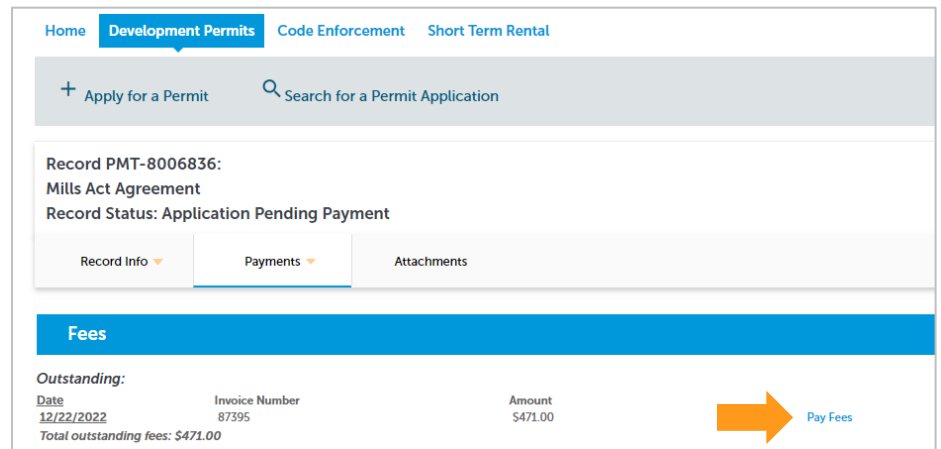 Home Development Permits Code Enforcement Short Term Rental
+ Apply for a Permit Search for a Permit Application
Record PMT-8006836:
Mills Act Agreement
Record Status: Application Pending Payment
Record Info Payments Attachments
Fees
Outstanding:
Date Invoice Number Amount
12/22/2022 87395 $471.00 Pay Fees
Total outstanding fees: $471.00